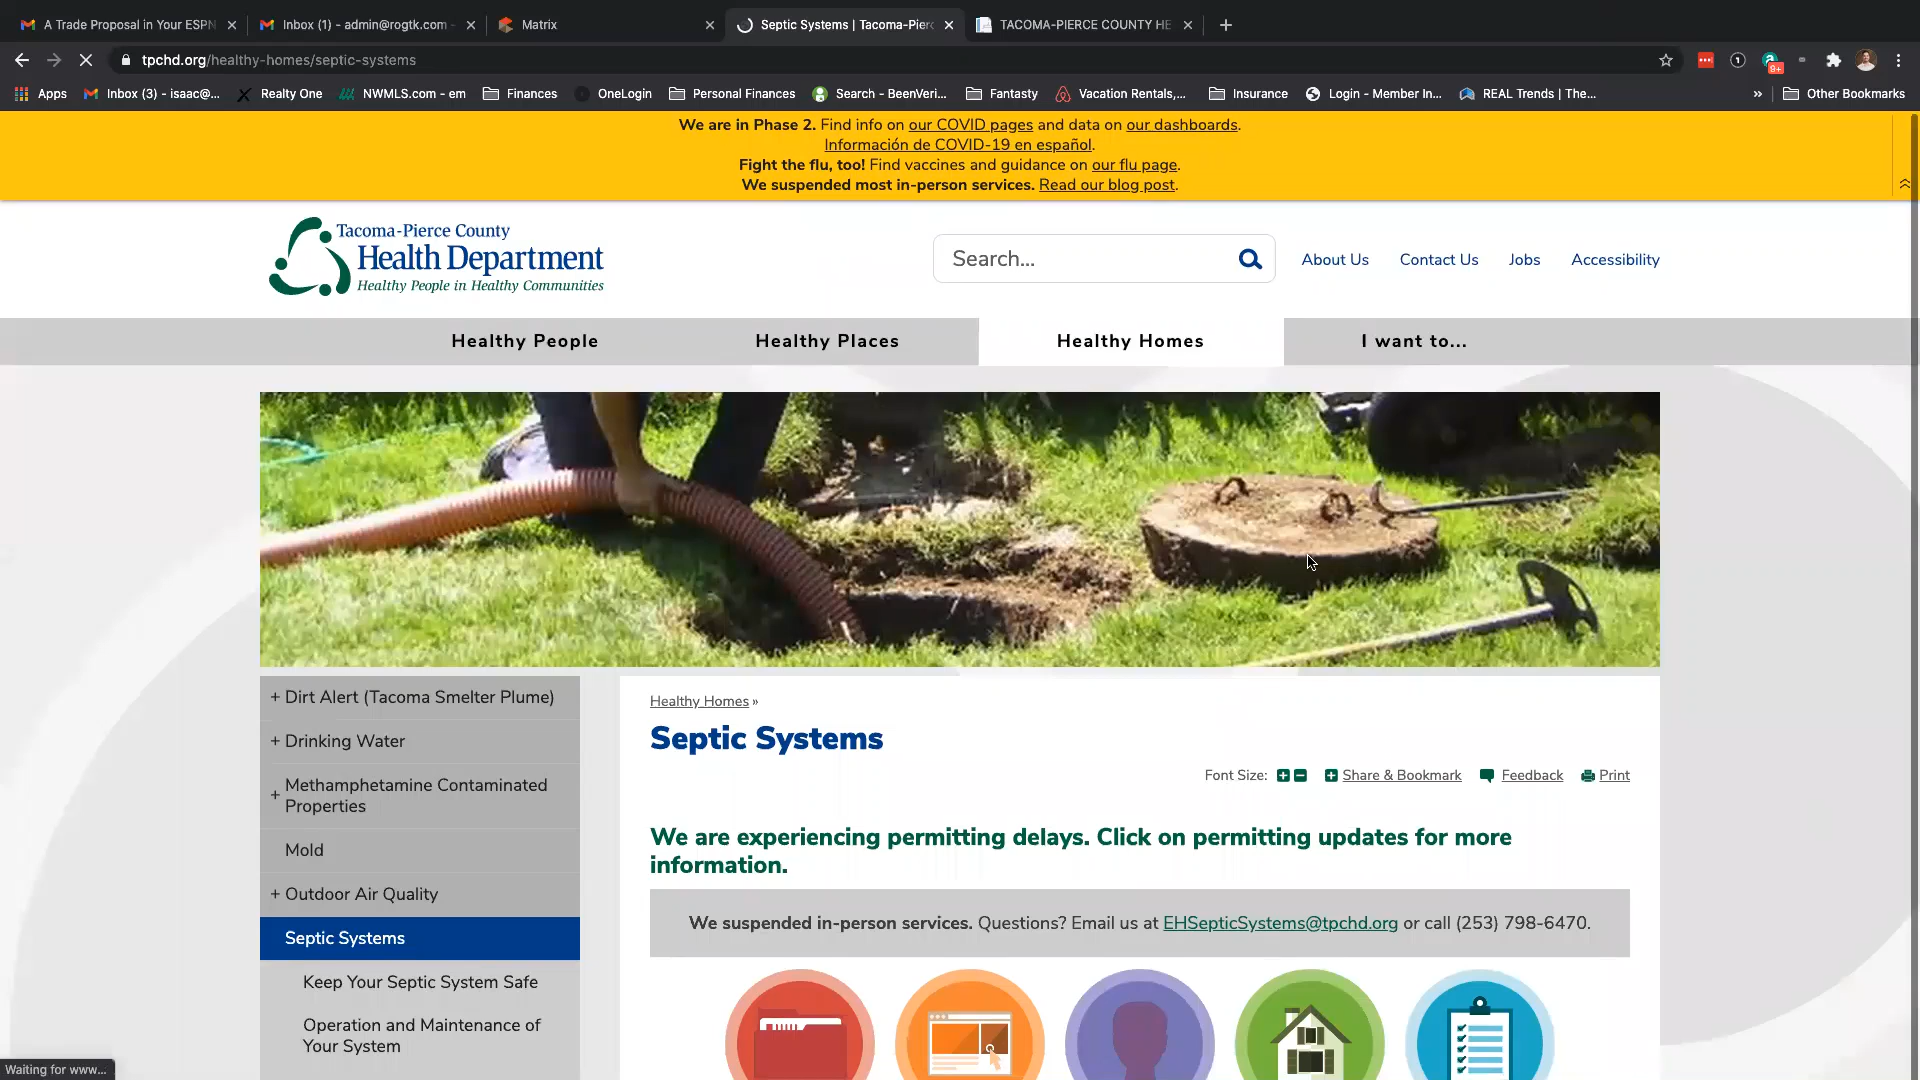 A Trade Proposal in Your ESPN
Inbox (1) - admin@rogtk.com -
Matrix
Septic Systems | Tacoma-Pierc
TACOMA-PIERCE COUNTY HE
tpchd.org/healthy-homes/septic-systems
9+
Apps
Inbox (3) - isaac@...
Realty One
NWMLS.com - em
Finances
OneLogin
Personal Finances
Search - BeenVeri...
Fantasty
Vacation Rentals,...
Insurance
Login - Member In...
REAL Trends | The...
»
Other Bookmarks
We are in Phase 2. Find info on our COVID pages and data on our dashboards.
Información de COVID-19 en español.
Fight the flu, too! Find vaccines and guidance on our flu page.
We suspended most in-person services. Read our blog post.
Tacoma-Pierce County
Health Department
Healthy People in Healthy Communities
Search...
About Us
Contact Us
Jobs
Accessibility
Healthy People
Healthy Places
Healthy Homes
I want to...
+ Dirt Alert (Tacoma Smelter Plume)
+ Drinking Water
+ Methamphetamine Contaminated
Properties
Mold
+ Outdoor Air Quality
Septic Systems
Keep Your Septic System Safe
Operation and Maintenance of
Your System
Healthy Homes »
Septic Systems
Font Size:
Share & Bookmark
Feedback
Print
We are experiencing permitting delays. Click on permitting updates for more
information.
We suspended in-person services. Questions? Email us at EHSepticSystems@tpchd.org or call (253) 798-6470.
Waiting for www...